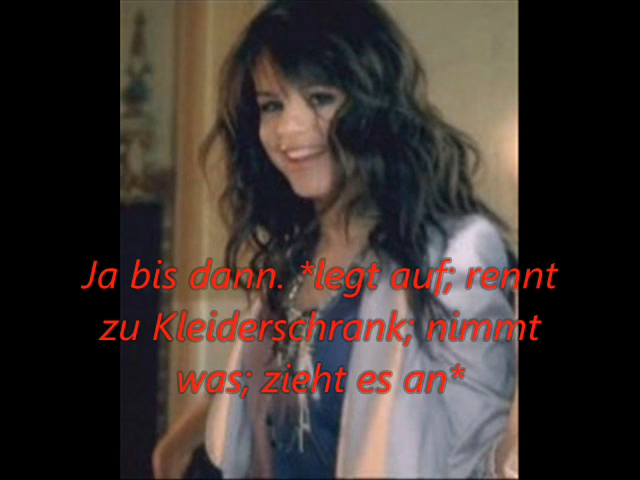 Ja bis dann. *legt auf; rennt
zu Kleiderschrank; nimmt
was; zieht es an*